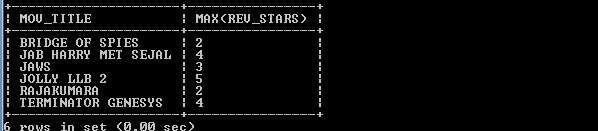 MOV_TITLE | MAX(REV_STARS)
BRIDGE OF SPIES | 2
JAB HARRY MET SEJAL | 4
JAWS | 3
JOLLY LLB 2 | 5
RAJAKUMARA | 2
TERMINATOR GENESYS | 4
6 rows in set (0.00 sec)